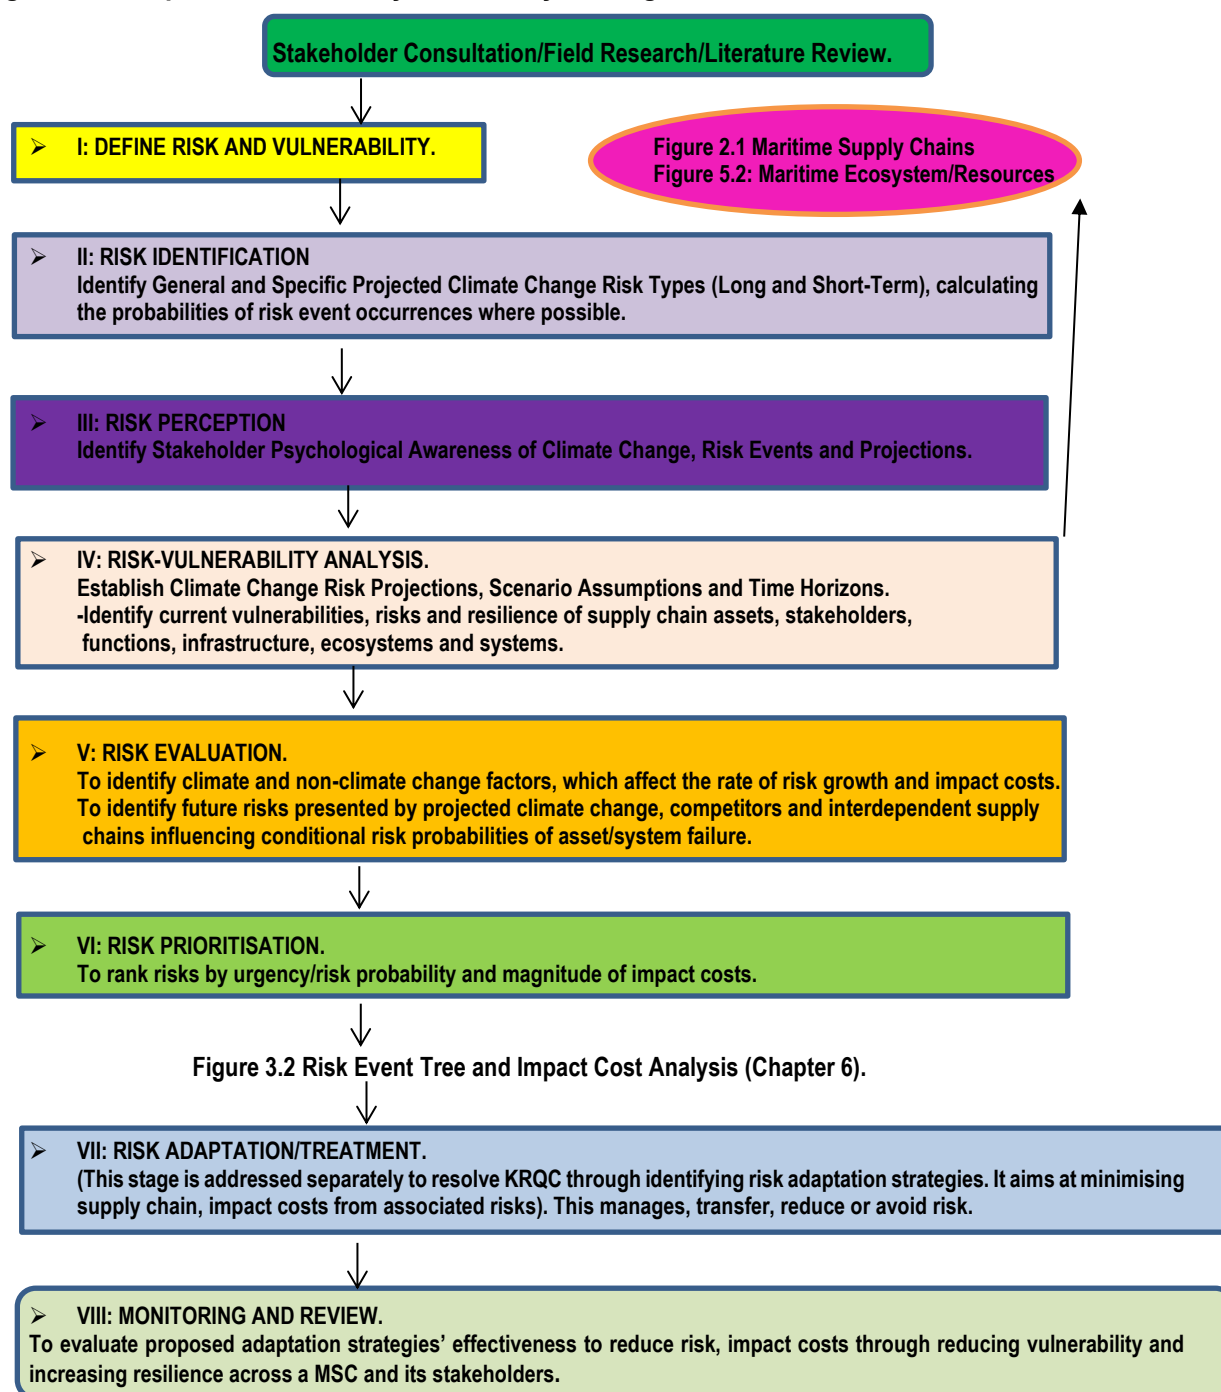 Stakeholder Consultation/Field Research/Literature Review.
➢ I: DEFINE RISK AND VULNERABILITY.
Figure 2.1 Maritime Supply Chains
Figure 5.2: Maritime Ecosystem/Resources
➢ II: RISK IDENTIFICATION
Identify General and Specific Projected Climate Change Risk Types (Long and Short-Term), calculating
the probabilities of risk event occurrences where possible.
➢ III: RISK PERCEPTION
Identify Stakeholder Psychological Awareness of Climate Change, Risk Events and Projections.
➢ IV: RISK-VULNERABILITY ANALYSIS.
Establish Climate Change Risk Projections, Scenario Assumptions and Time Horizons.
-Identify current vulnerabilities, risks and resilience of supply chain assets, stakeholders,
functions, infrastructure, ecosystems and systems.
➢ V: RISK EVALUATION.
To identify climate and non-climate change factors, which affect the rate of risk growth and impact costs.
To identify future risks presented by projected climate change, competitors and interdependent supply
chains influencing conditional risk probabilities of asset/system failure.
➢ VI: RISK PRIORITISATION.
To rank risks by urgency/risk probability and magnitude of impact costs.
Figure 3.2 Risk Event Tree and Impact Cost Analysis (Chapter 6).
➢ VII: RISK ADAPTATION/TREATMENT.
(This stage is addressed separately to resolve KRQC through identifying risk adaptation strategies. It aims at minimising
supply chain, impact costs from associated risks). This manages, transfer, reduce or avoid risk.
➢ VIII: MONITORING AND REVIEW.
To evaluate proposed adaptation strategies’ effectiveness to reduce risk, impact costs through reducing vulnerability and
increasing resilience across a MSC and its stakeholders.